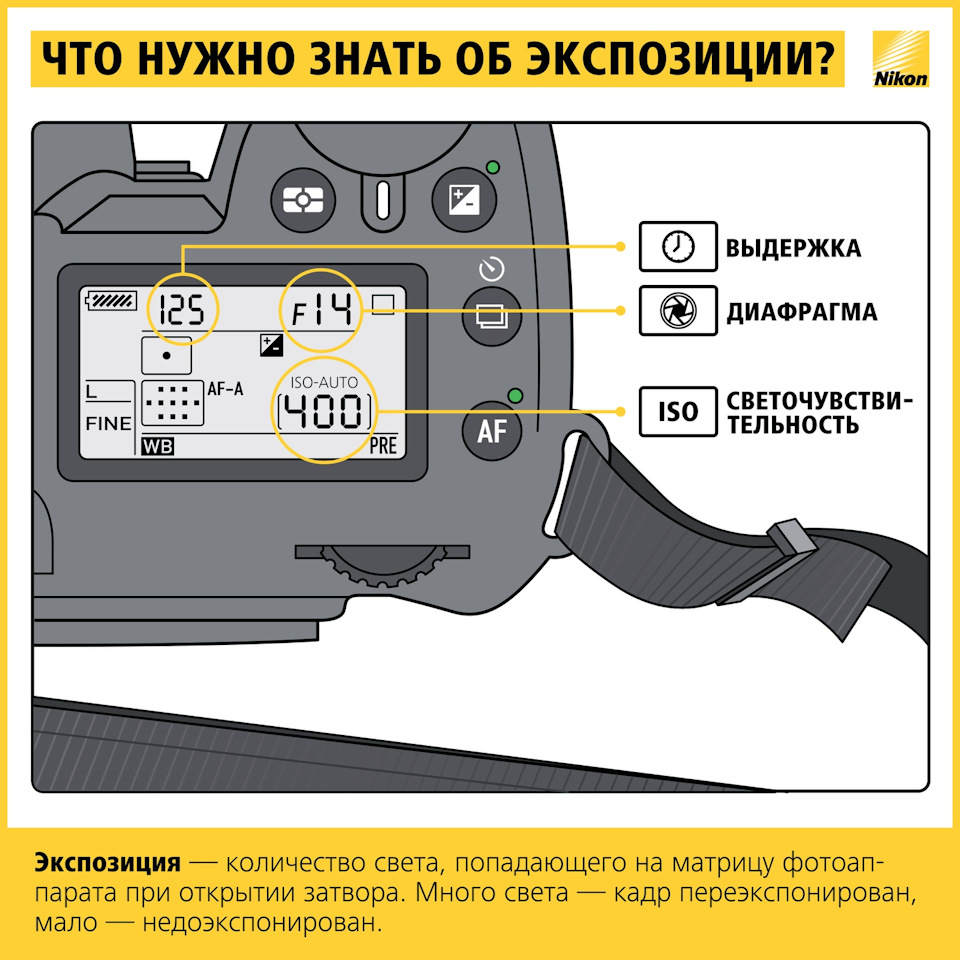 ЧТО НУЖНО ЗНАТЬ ОБ ЭКСПОЗИЦИИ?
Nikon
ВЫДЕРЖКА
125
F14
ДИАФРАГМА
AF-A
ISO-AUTO
400
ISO
СВЕТОЧУВСТВИ-
ТЕЛЬНОСТЬ
L
FINE
WB
PRE
AF
Экспозиция — количество света, попадающего на матрицу фотоап-
парата при открытии затвора. Много света — кадр переэкспонирован,
мало — недоэкспонирован.